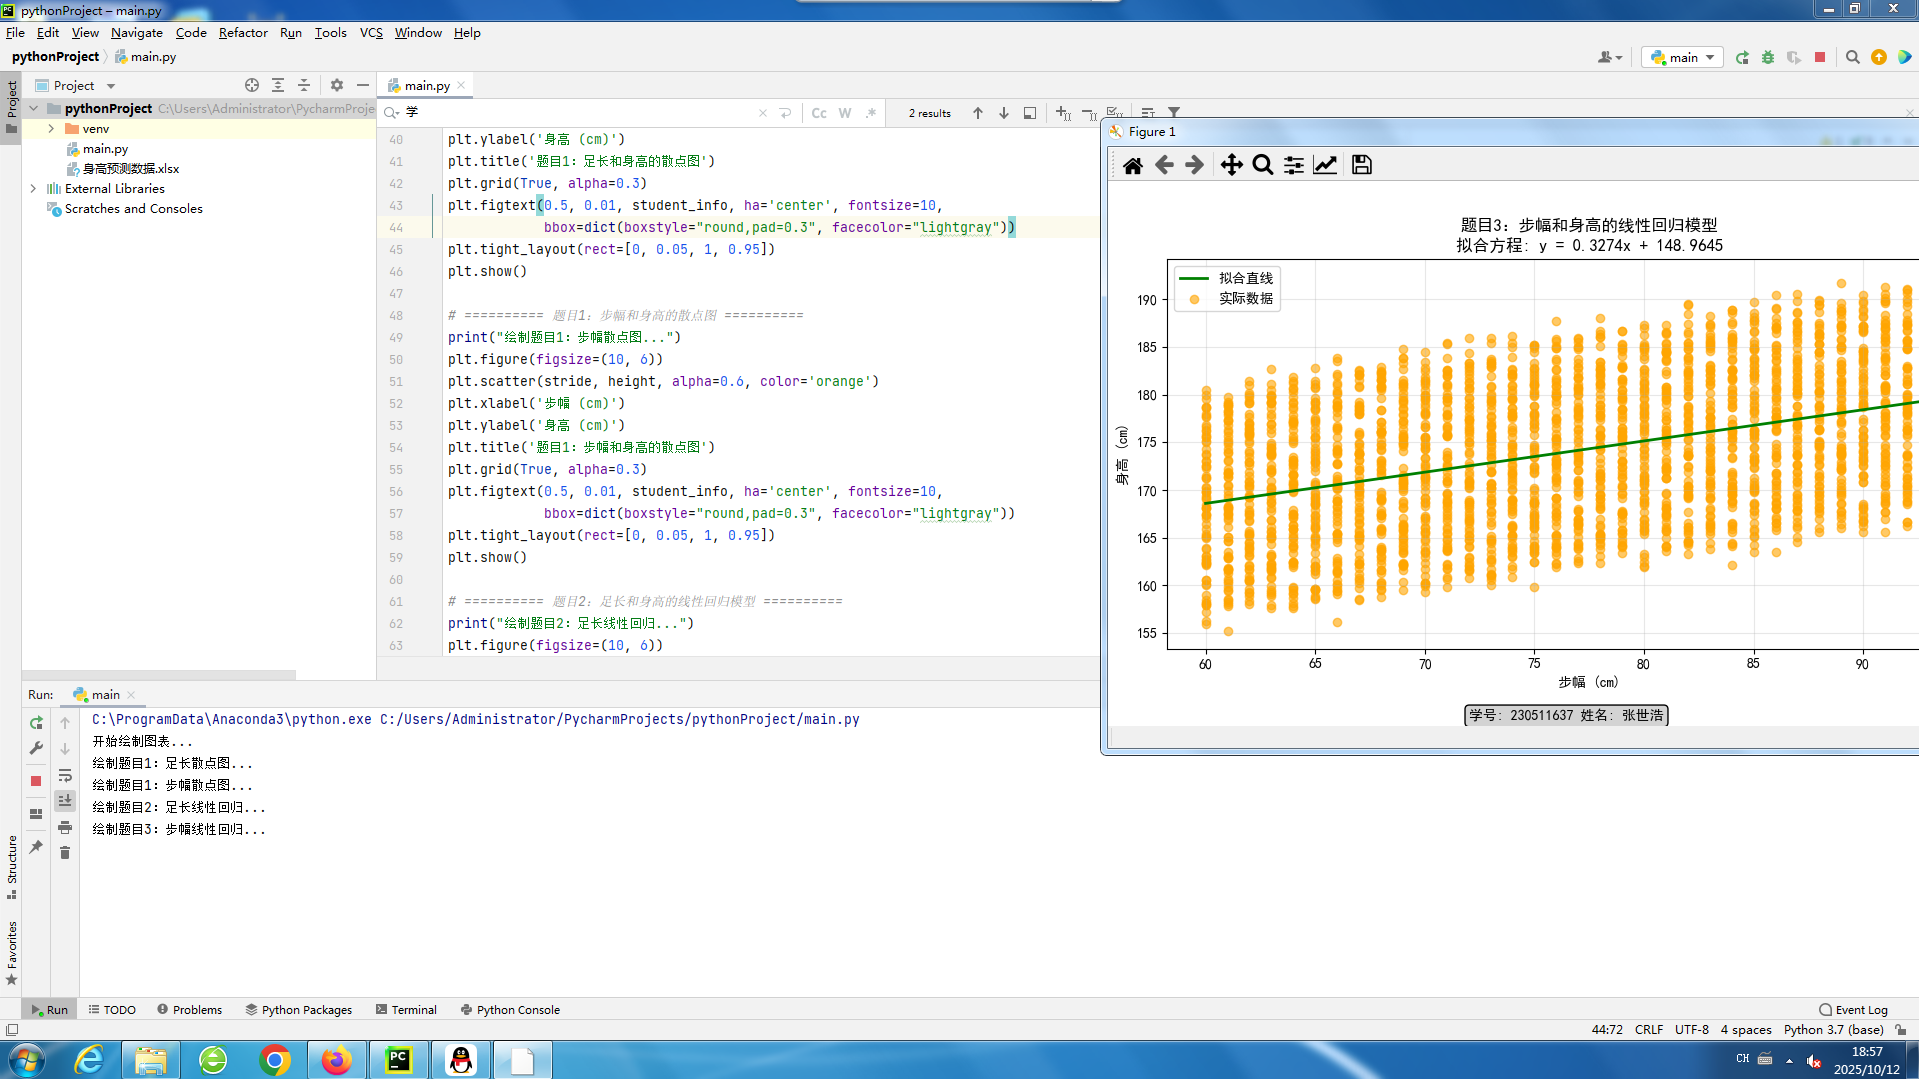 pythonProject – main.py
File Edit View Navigate Code Refactor Run Tools VCS Window Help
pythonProject main.py
main
Project
Project
main.py
pythonProject C:\Users\Administrator\PycharmProje
venv
main.py
身高预测数据.xlsx
External Libraries
Scratches and Consoles
学
Cc W .*
2 results
40 plt.ylabel('身高 (cm)')
41 plt.title('题目1: 足长和身高的散点图')
42 plt.grid(True, alpha=0.3)
43 plt.figtext(0.5, 0.01, student_info, ha='center', fontsize=10,
44 bbox=dict(boxstyle="round,pad=0.3", facecolor="lightgray"))
45 plt.tight_layout(rect=[0, 0.05, 1, 0.95])
46 plt.show()
47
48 # ========== 题目1: 步幅和身高的散点图 ==========
49 print("绘制题目1: 步幅散点图...")
50 plt.figure(figsize=(10, 6))
51 plt.scatter(stride, height, alpha=0.6, color='orange')
52 plt.xlabel('步幅 (cm)')
53 plt.ylabel('身高 (cm)')
54 plt.title('题目1: 步幅和身高的散点图')
55 plt.grid(True, alpha=0.3)
56 plt.figtext(0.5, 0.01, student_info, ha='center', fontsize=10,
57 bbox=dict(boxstyle="round,pad=0.3", facecolor="lightgray"))
58 plt.tight_layout(rect=[0, 0.05, 1, 0.95])
59 plt.show()
60
61 # ========== 题目2: 足长和身高的线性回归模型 ==========
62 print("绘制题目2: 足长线性回归...")
63 plt.figure(figsize=(10, 6))
Figure 1
题目3: 步幅和身高的线性回归模型
拟合方程: y = 0.3274x + 148.9645
拟合直线
实际数据
190
185
180
175
170
165
160
155
身高 (cm)
60 65 70 75 80 85 90
步幅 (cm)
学号: 230511637 姓名: 张世浩
Run: main
C:\ProgramData\Anaconda3\python.exe C:/Users/Administrator/PycharmProjects/pythonProject/main.py
开始绘制图表...
绘制题目1: 足长散点图...
绘制题目1: 步幅散点图...
绘制题目2: 足长线性回归...
绘制题目3: 步幅线性回归...
Structure
Favorites
Run TODO Problems Python Packages Terminal Python Console Event Log
44:72 CRLF UTF-8 4 spaces Python 3.7 (base)
PC
CH
18:57
2025/10/12